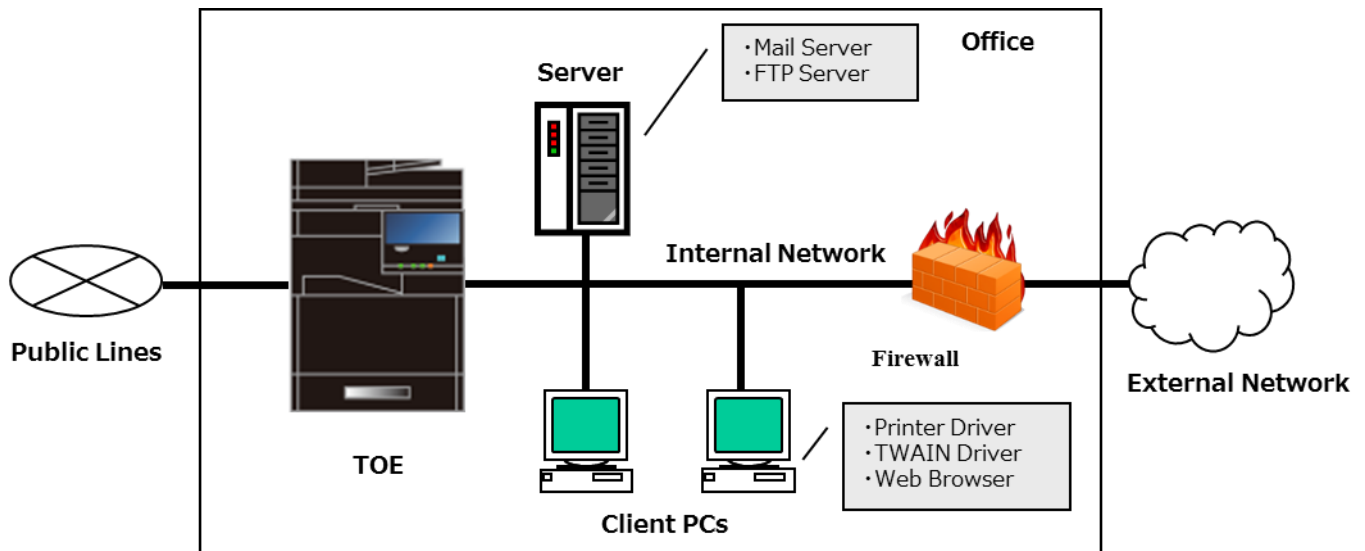 Office
・Mail Server
・FTP Server
Server
Internal Network
Public Lines
Firewall
External Network
TOE
・Printer Driver
・TWAIN Driver
・Web Browser
Client PCs